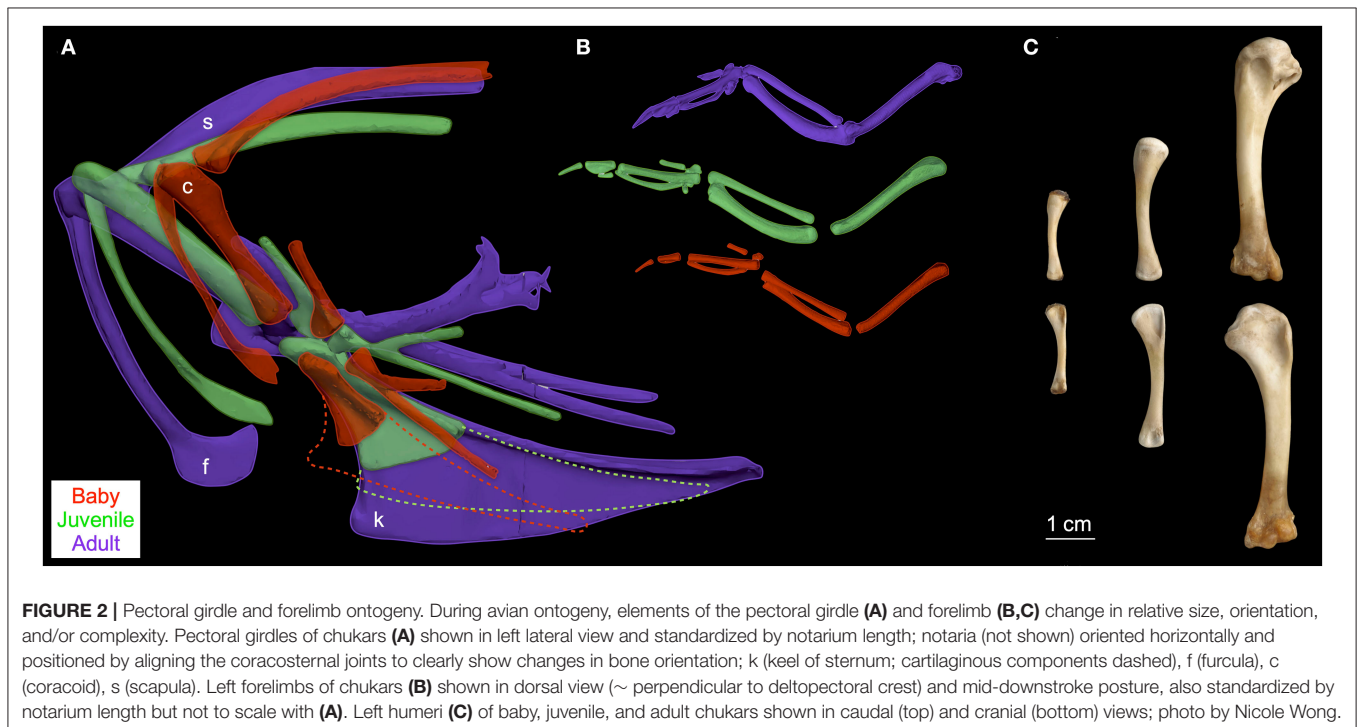 A
B
C
s
c
f
k
Baby
Juvenile
Adult
1 cm
FIGURE 2 | Pectoral girdle and forelimb ontogeny. During avian ontogeny, elements of the pectoral girdle (A) and forelimb (B,C) change in relative size, orientation,
and/or complexity. Pectoral girdles of chukars (A) shown in left lateral view and standardized by notarium length; notaria (not shown) oriented horizontally and
positioned by aligning the coracosternal joints to clearly show changes in bone orientation; k (keel of sternum; cartilaginous components dashed), f (furcula), c
(coracoid), s (scapula). Left forelimbs of chukars (B) shown in dorsal view (~ perpendicular to deltopectoral crest) and mid-downstroke posture, also standardized by
notarium length but not to scale with (A). Left humeri (C) of baby, juvenile, and adult chukars shown in caudal (top) and cranial (bottom) views; photo by Nicole Wong.